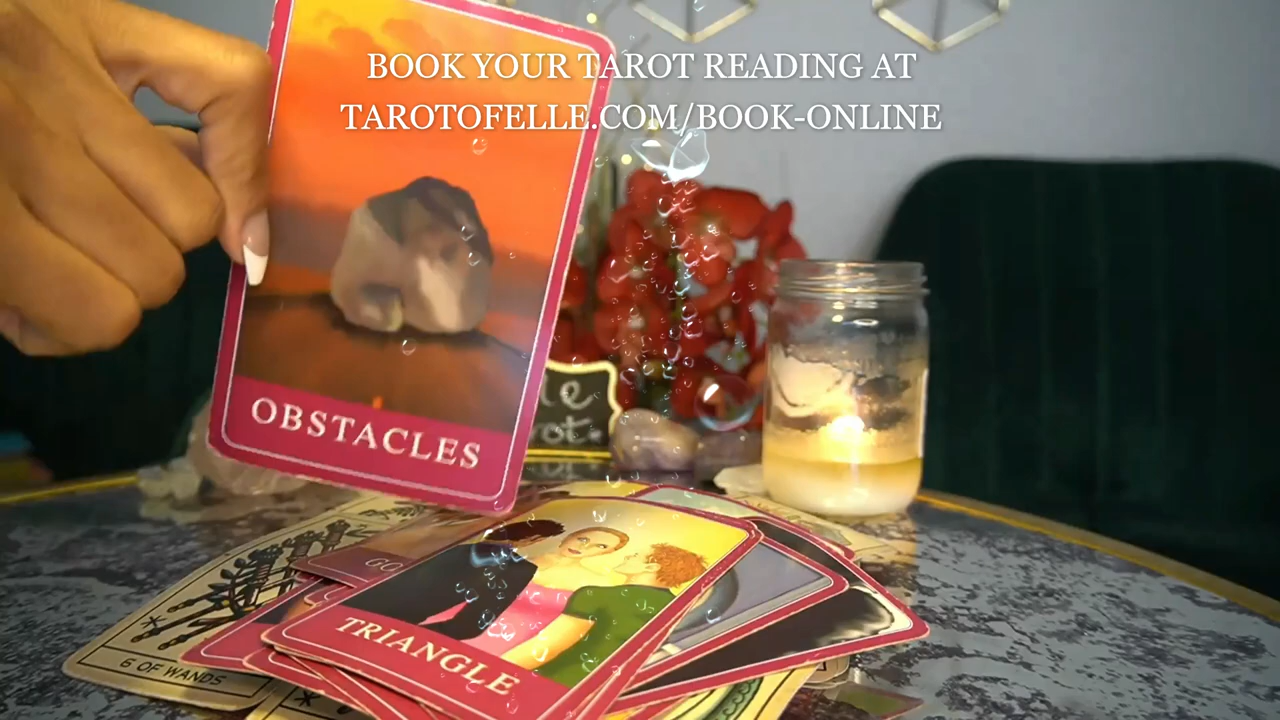 BOOK YOUR TAROT READING AT
TAROTOFELLE.COM/BOOK-ONLINE
OBSTACLES
TRIANGLE
6 OF WANDS